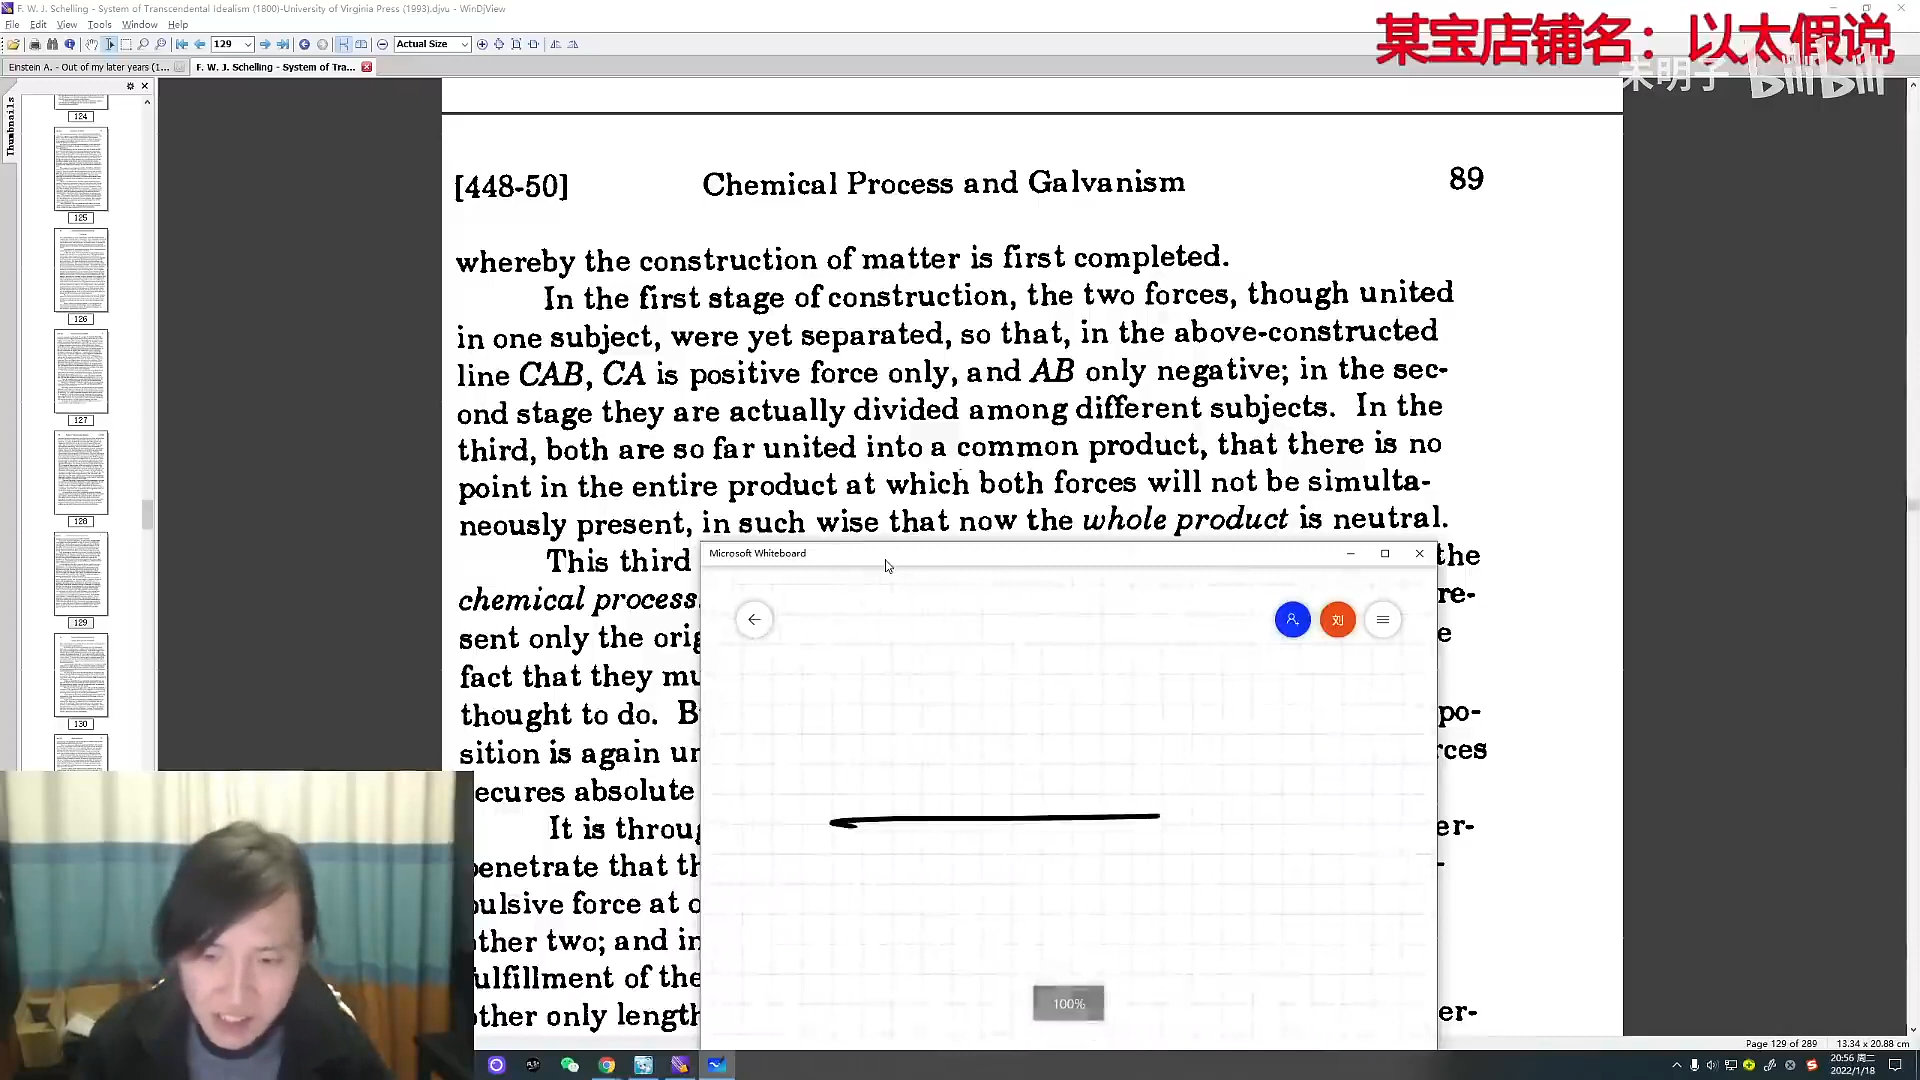 F. W. J. Schelling - System of Transcendental Idealism (1800)-University of Virginia Press (1993).djvu - WinDjView
File Edit View Tools Window Help
129 Actual Size
Einstein A. - Out of my later years (1...
F. W. J. Schelling - System of Tra...
某宝店铺名：以太假说
朱明子 bilibili
Thumbnails
124
125
126
127
128
129
130
[448-50] Chemical Process and Galvanism 89
whereby the construction of matter is first completed.
In the first stage of construction, the two forces, though united
in one subject, were yet separated, so that, in the above-constructed
line CAB, CA is positive force only, and AB only negative; in the sec-
ond stage they are actually divided among different subjects. In the
third, both are so far united into a common product, that there is no
point in the entire product at which both forces will not be simulta-
neously present, in such wise that now the whole product is neutral.
This third the
chemical process. re-
sent only the orig e
fact that they mu
thought to do. B po-
sition is again un rces
ecures absolute
It is throug er-
penetrate that th -
pulsive force at o
other two; and in
fulfillment of the
other only length er-
Microsoft Whiteboard
刘
100%
Page 129 of 289 13.34 x 20.88 cm
20:56 周二
2022/1/18